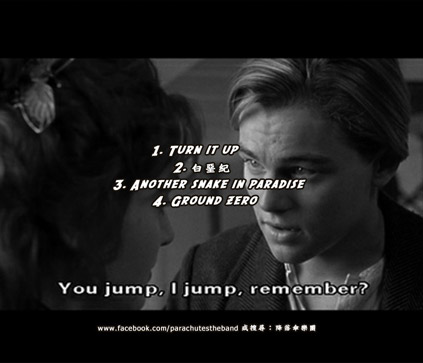 1. TURN IT UP
2. 白堊紀
3. ANOTHER SNAKE IN PARADISE
4. GROUND ZERO
You jump, I jump, remember?
www.facebook.com/parachutestheband 或搜尋：降落傘樂團